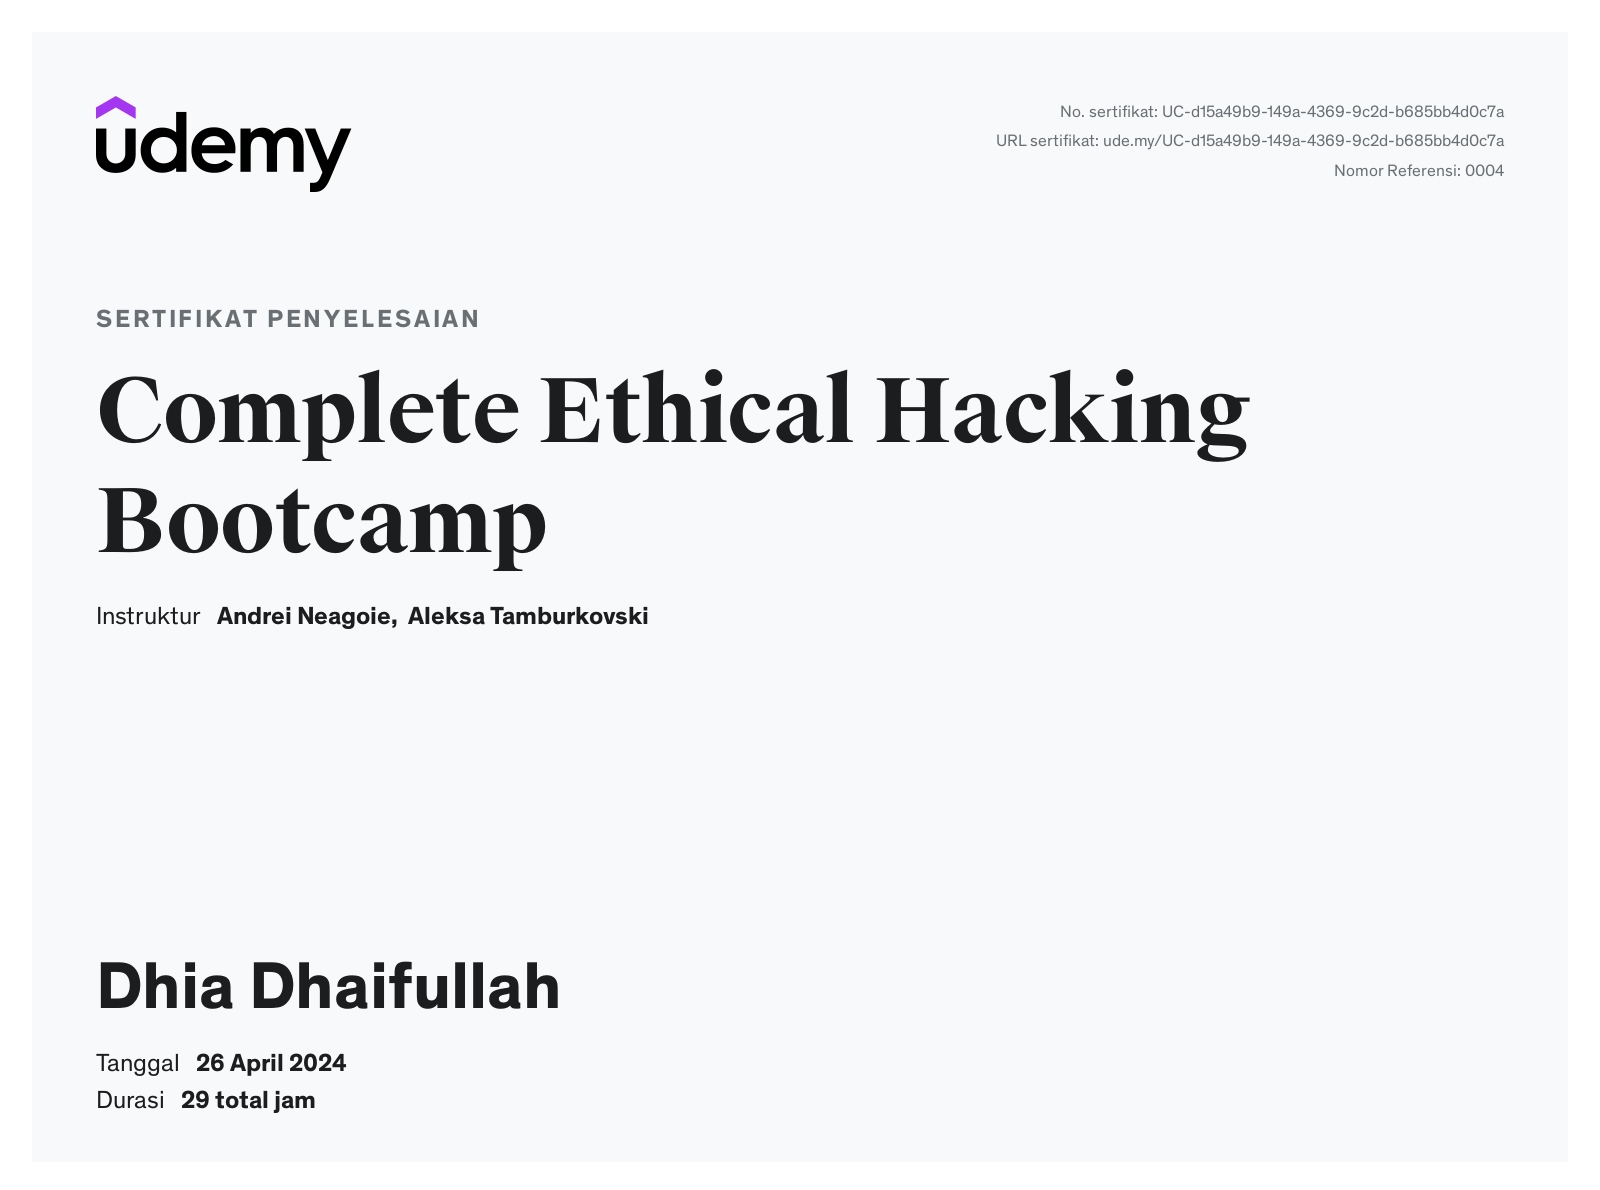 udemy
No. sertifikat: UC-d15a49b9-149a-4369-9c2d-b685bb4d0c7a
URL sertifikat: ude.my/UC-d15a49b9-149a-4369-9c2d-b685bb4d0c7a
Nomor Referensi: 0004
SERTIFIKAT PENYELESAIAN
Complete Ethical Hacking
Bootcamp
Instruktur Andrei Neagoie, Aleksa Tamburkovski
Dhia Dhaifullah
Tanggal 26 April 2024
Durasi 29 total jam